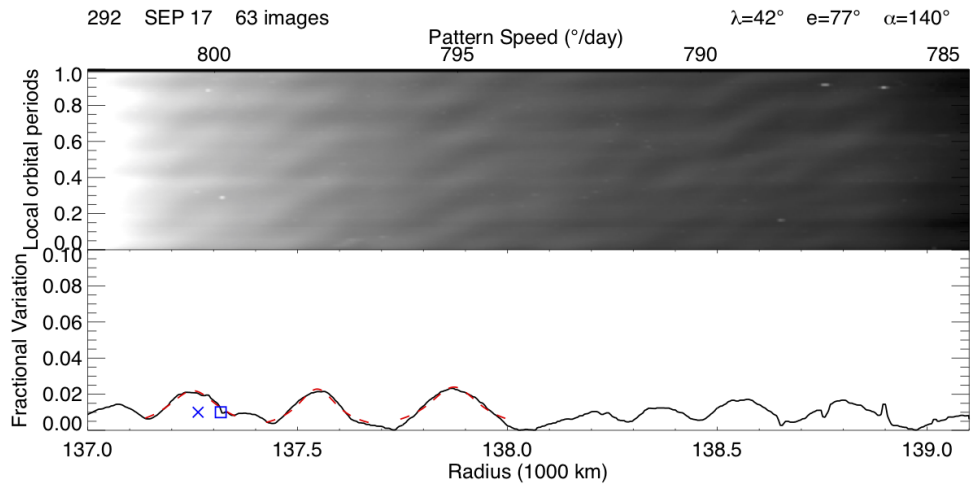 292 SEP 17 63 images λ=42° e=77° α=140°
Pattern Speed (°/day)
800 795 790 785
Local orbital periods
1.0
0.8
0.6
0.4
0.2
0.0
Fractional Variation
0.10
0.08
0.06
0.04
0.02
0.00
137.0 137.5 138.0 138.5 139.0
Radius (1000 km)